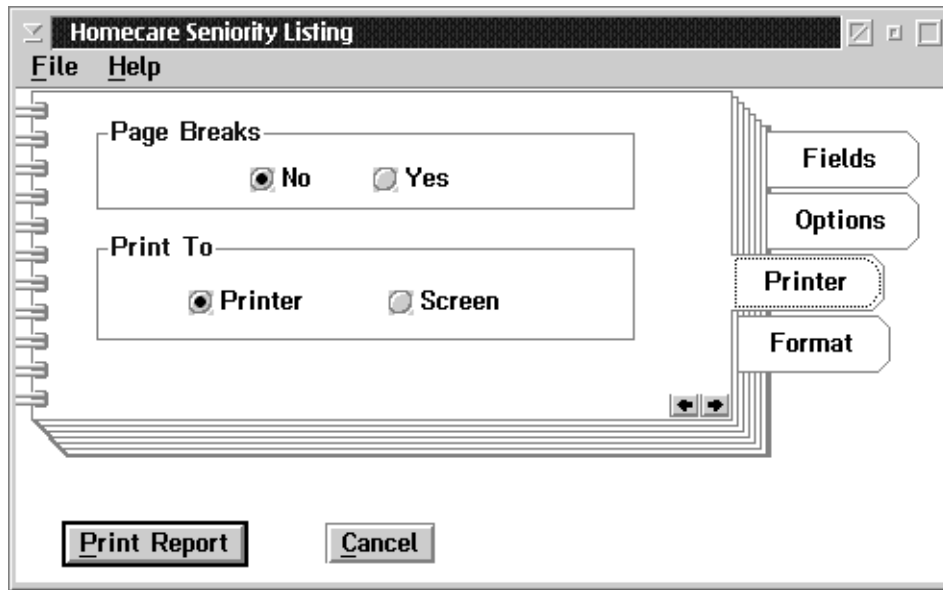 Homecare Seniority Listing
File Help
Page Breaks
No Yes
Print To
Printer Screen
Fields
Options
Printer
Format
Print Report Cancel